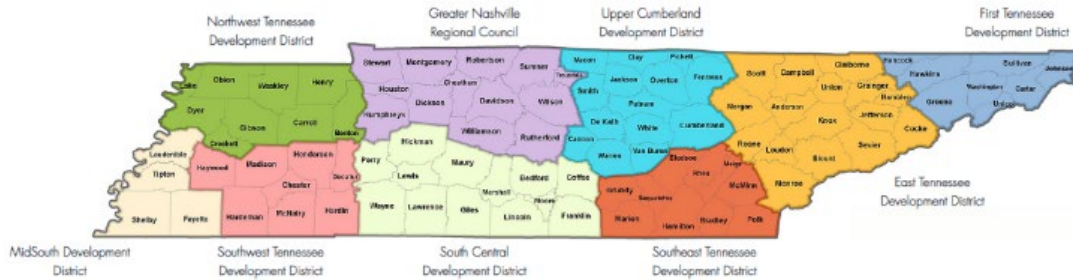 Northwest Tennessee
Development District
Greater Nashville
Regional Council
Upper Cumberland
Development District
First Tennessee
Development District
Lake
Obion
Weakley
Henry
Dyer
Gibson
Carroll
Benton
Crockett
Stewart
Montgomery
Robertson
Sumner
Trousdale
Houston
Cheatham
Dickson
Davidson
Wilson
Humphreys
Williamson
Rutherford
Macon
Clay
Pickett
Jackson
Overton
Fentress
Smith
Putnam
De Kalb
White
Cumberland
Cannon
Warren
Van Buren
Scott
Campbell
Claiborne
Union
Grainger
Hamblen
Morgan
Anderson
Jefferson
Knox
Cocke
Roane
Loudon
Blount
Sevier
Monroe
Hancock
Hawkins
Sullivan
Johnson
Washington
Carter
Greene
Unicoi
Lauderdale
Tipton
Shelby
Fayette
Haywood
Madison
Henderson
Decatur
Chester
Hardeman
McNairy
Hardin
Perry
Hickman
Maury
Lewis
Bedford
Coffee
Marshall
Moore
Wayne
Lawrence
Giles
Lincoln
Franklin
Bledsoe
Rhea
Meigs
McMinn
Grundy
Sequatchie
Marion
Hamilton
Bradley
Polk
East Tennessee
Development District
MidSouth Development
District
Southwest Tennessee
Development District
South Central
Development District
Southeast Tennessee
Development District